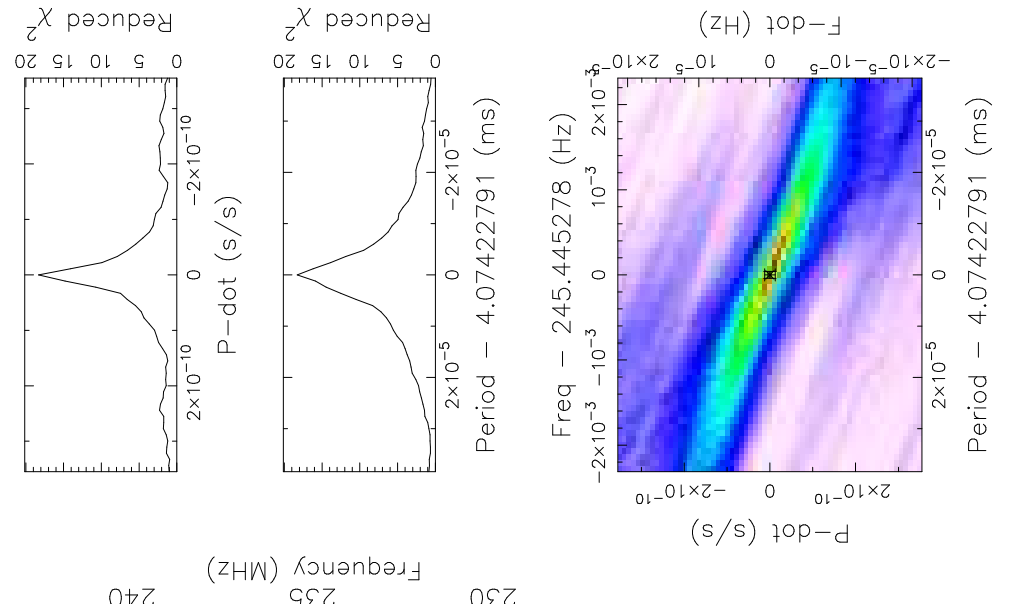 Reduced χ²
20 15 10 5 0
−2×10⁻¹⁰ 0 2×10⁻¹⁰
P−dot (s/s)
Reduced χ²
20 15 10 5 0
−2×10⁻⁵ 0 2×10⁻⁵
Period − 4.07422791 (ms)
F−dot (Hz)
2×10⁻⁵ 10⁻⁵ 0 −10⁻⁵ −2×10⁻⁵
Freq − 245.445278 (Hz)
−2×10⁻³ −10⁻³ 0 10⁻³ 2×10⁻³
−2×10⁻⁵ 0 2×10⁻⁵
Period − 4.07422791 (ms)
−2×10⁻¹⁰ 0 2×10⁻¹⁰
P−dot (s/s)
Frequency (MHz)
240 235 230